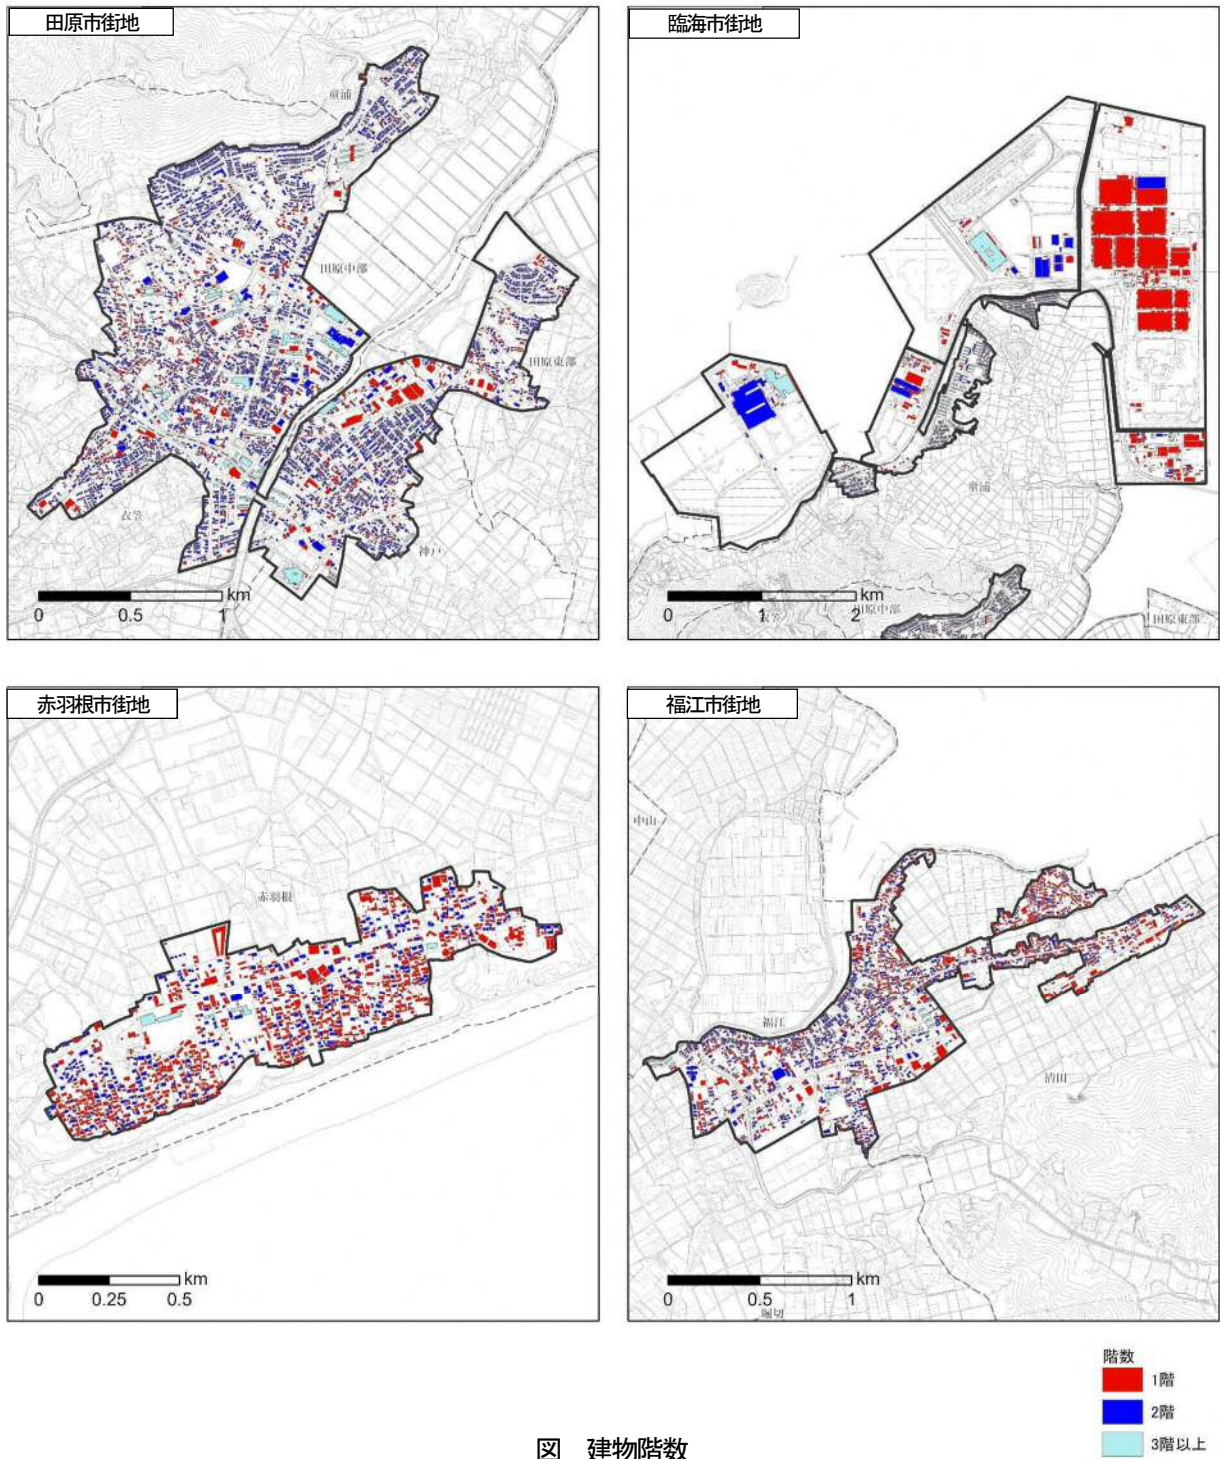 田原市街地
童浦
田原中部
田原東部
衣笠
神戸
km
0 0.5 1
臨海市街地
童浦
田原中部
衣笠
田原東部
km
0 1 2
赤羽根市街地
赤羽根
km
0 0.25 0.5
福江市街地
中山
福江
清田
堀切
km
0 0.5 1
階数
1階
2階
3階以上
図 建物階数